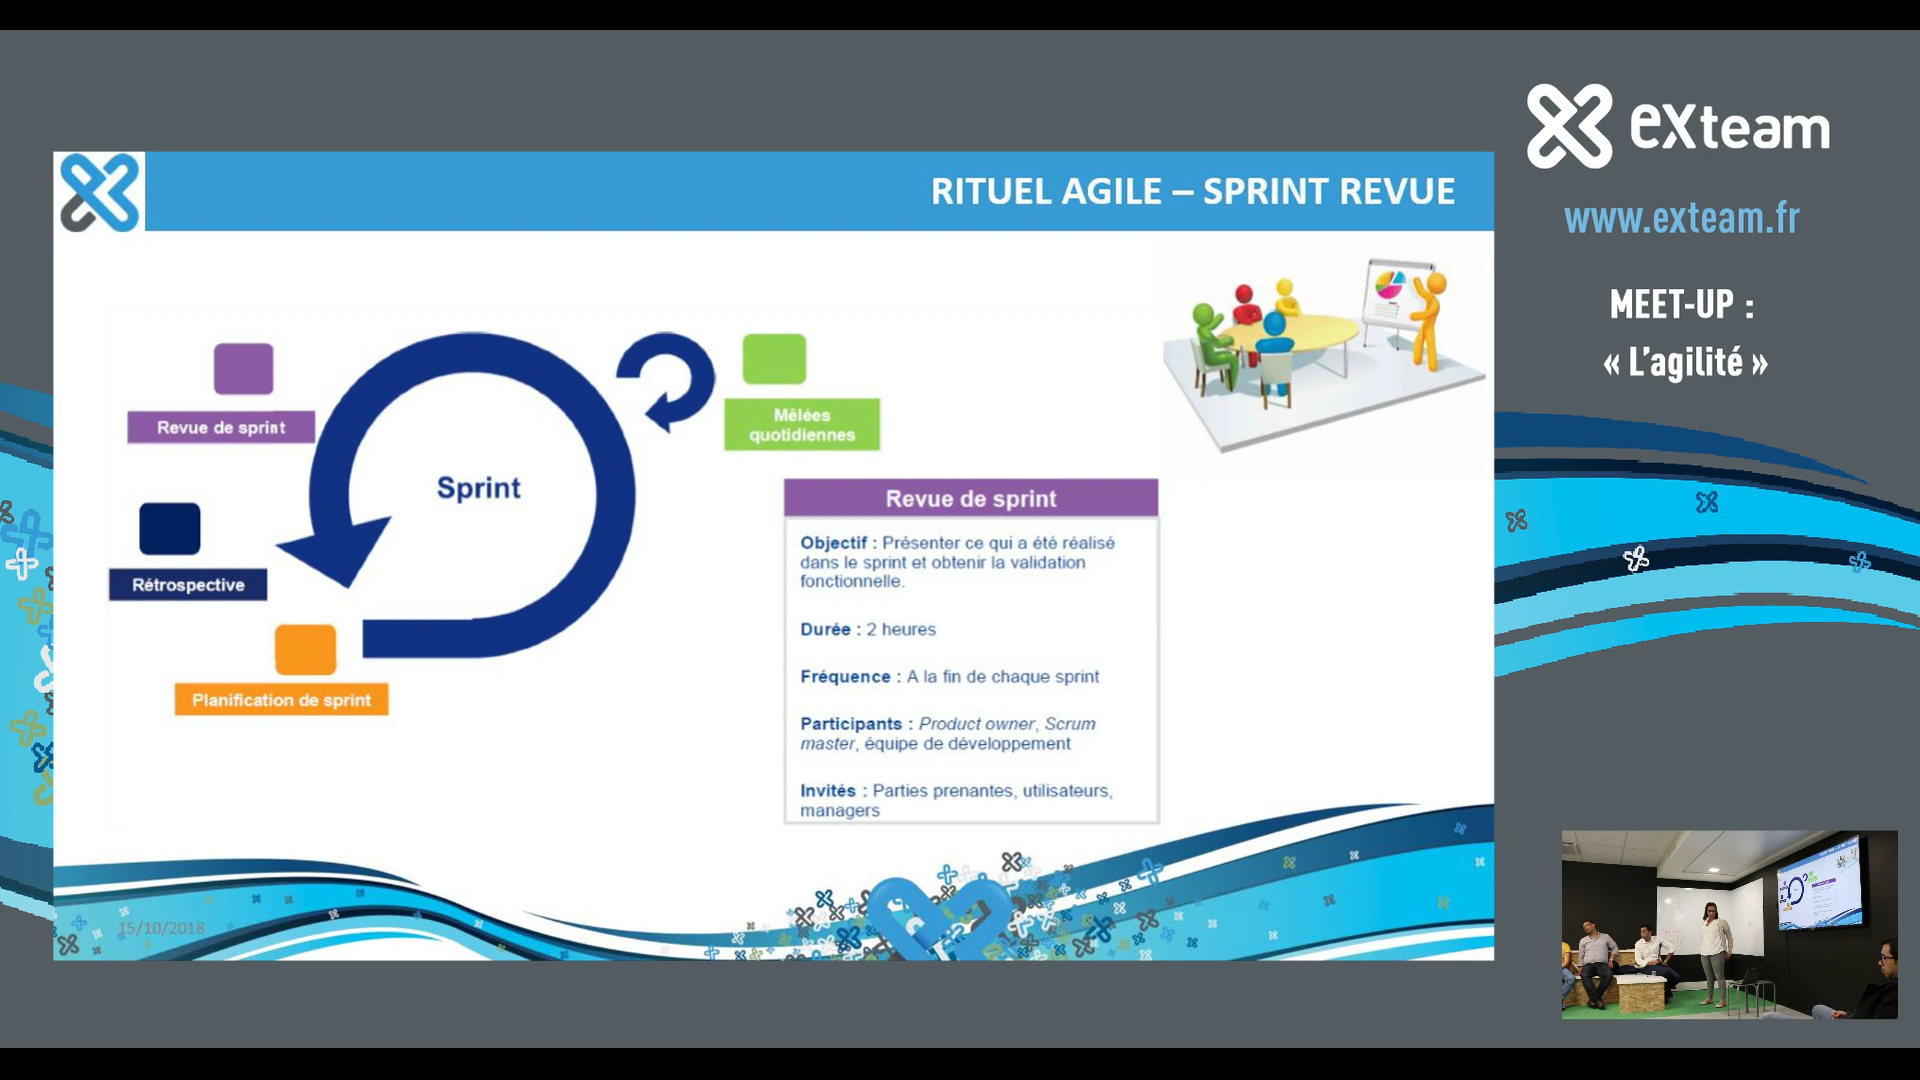 RITUEL AGILE – SPRINT REVUE
Revue de sprint
Mêlées
quotidiennes
Sprint
Rétrospective
Planification de sprint
Revue de sprint
Objectif : Présenter ce qui a été réalisé
dans le sprint et obtenir la validation
fonctionnelle.
Durée : 2 heures
Fréquence : A la fin de chaque sprint
Participants : Product owner, Scrum
master, équipe de développement
Invités : Parties prenantes, utilisateurs,
managers
15/10/2018
eXteam
www.exteam.fr
MEET-UP :
« L'agilité »